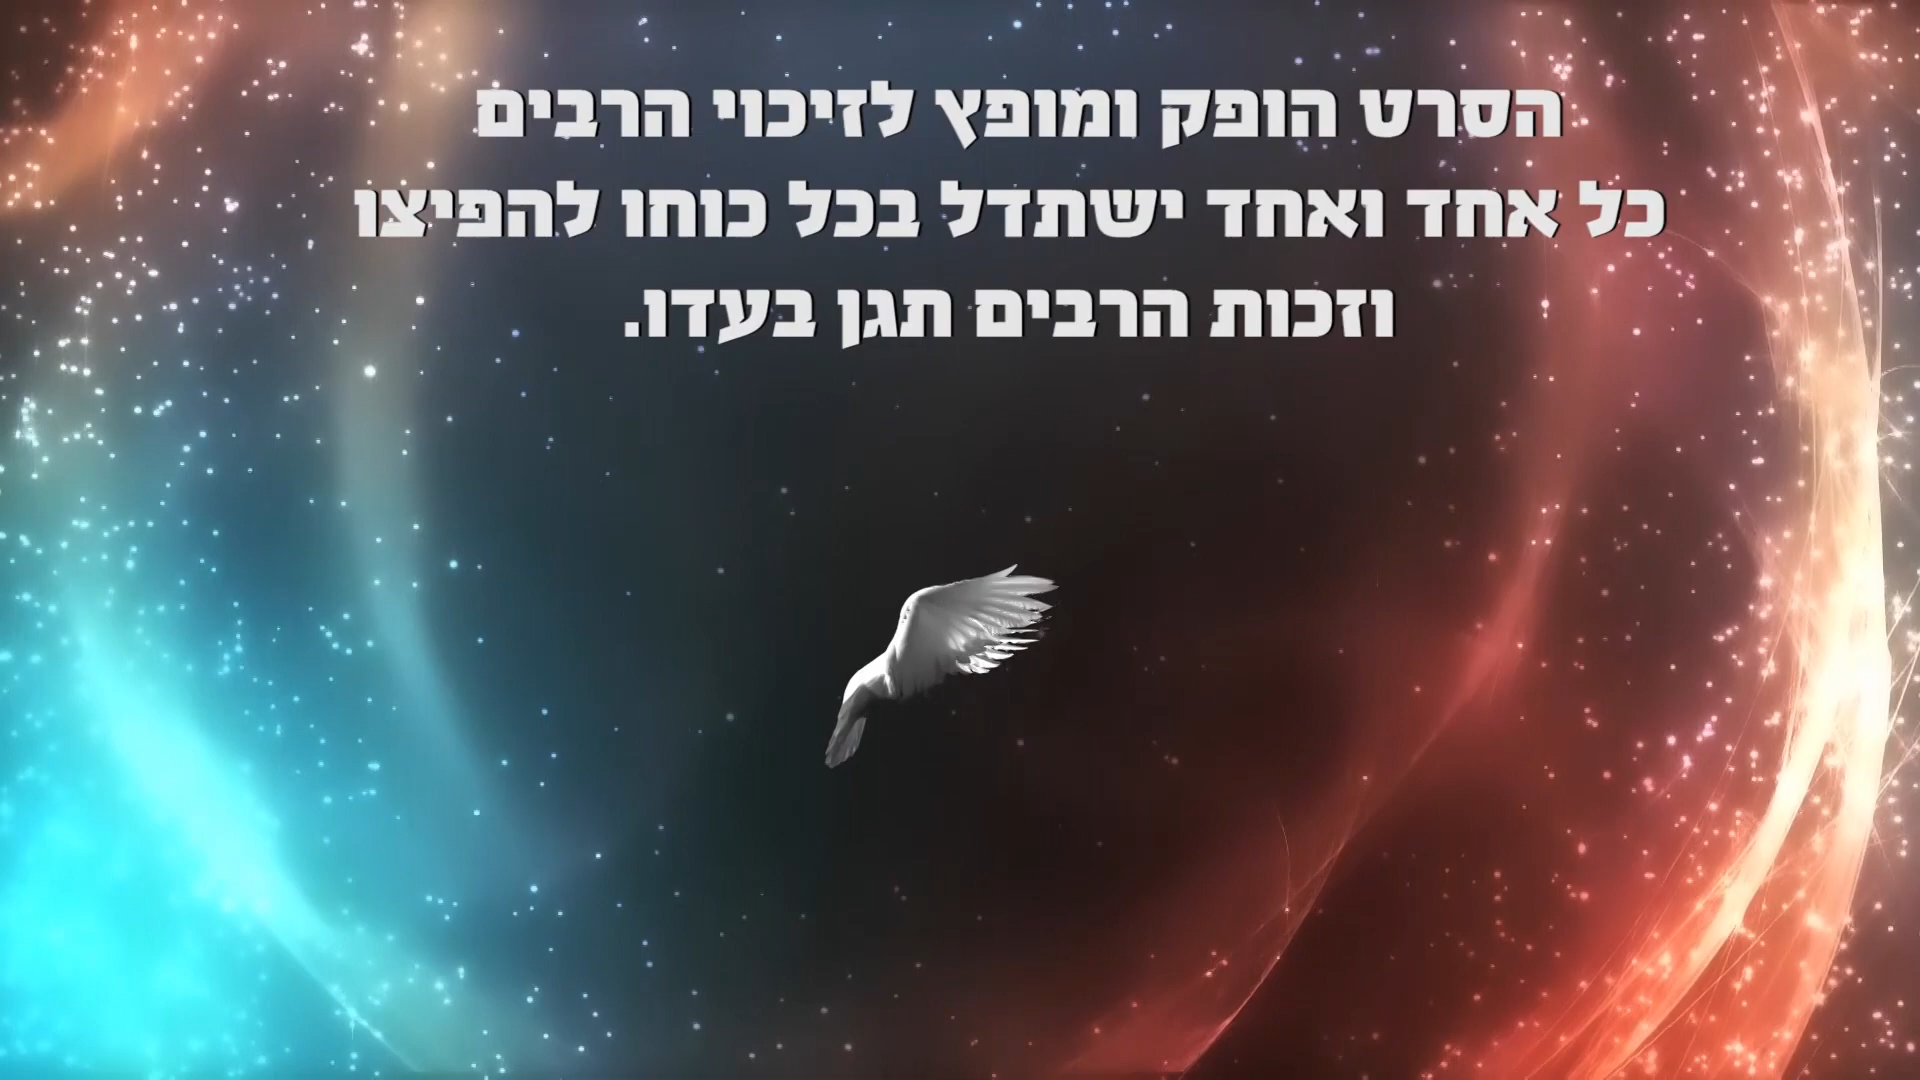 הסרט הופק ומופץ לזיכוי הרבים
כל אחד ואחד ישתדל בכל כוחו להפיצו
וזכות הרבים תגן בעדו.